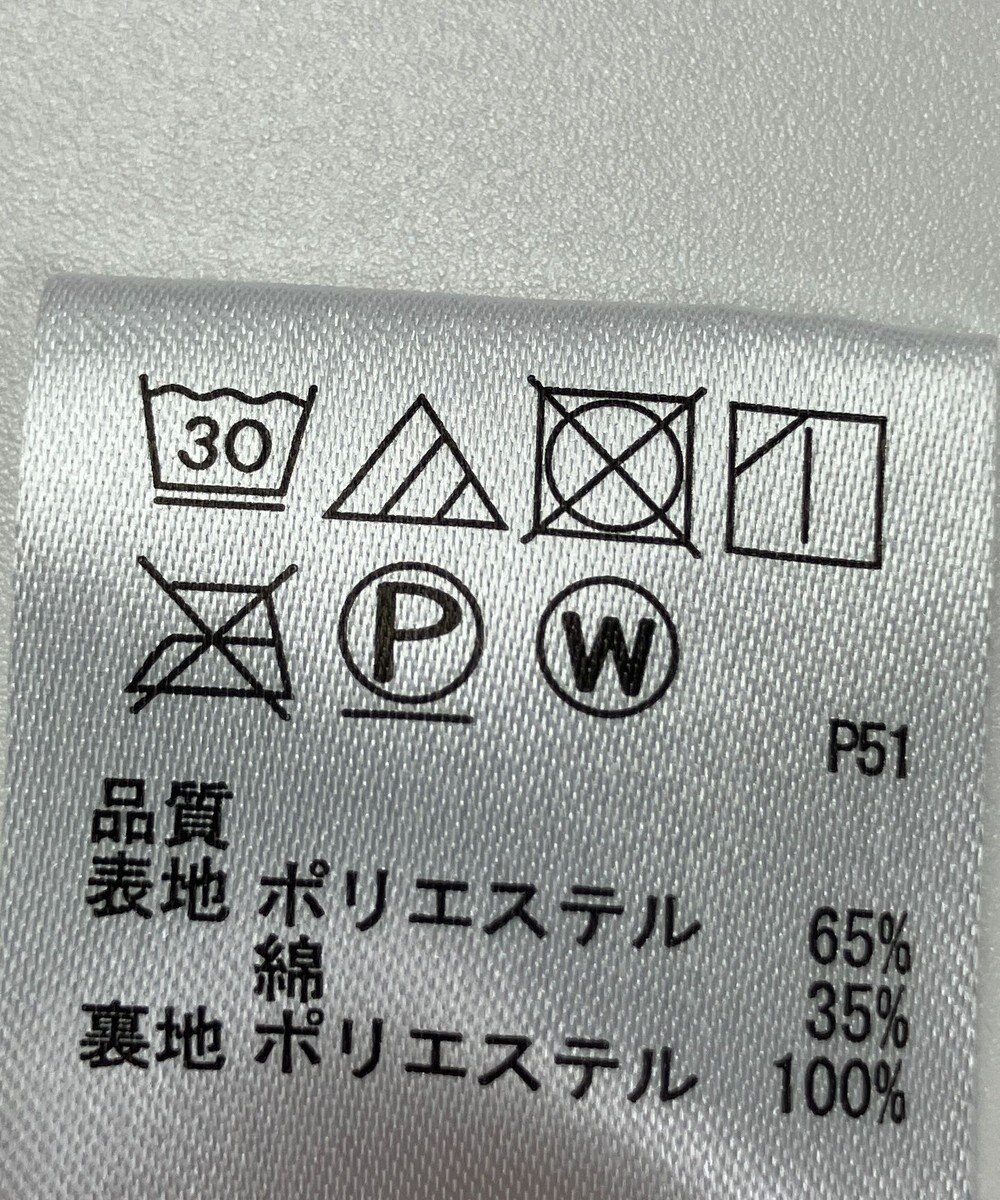 30
P W
P51
品質
表地 ポリエステル 65%
綿 35%
裏地 ポリエステル 100%